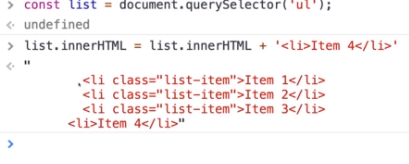 > const list = document.querySelector('ul');
<· undefined
> list.innerHTML = list.innerHTML + '<li>Item 4</li>'
<· "
<li class="list-item">Item 1</li>
<li class="list-item">Item 2</li>
<li class="list-item">Item 3</li>
<li>Item 4</li>"
>